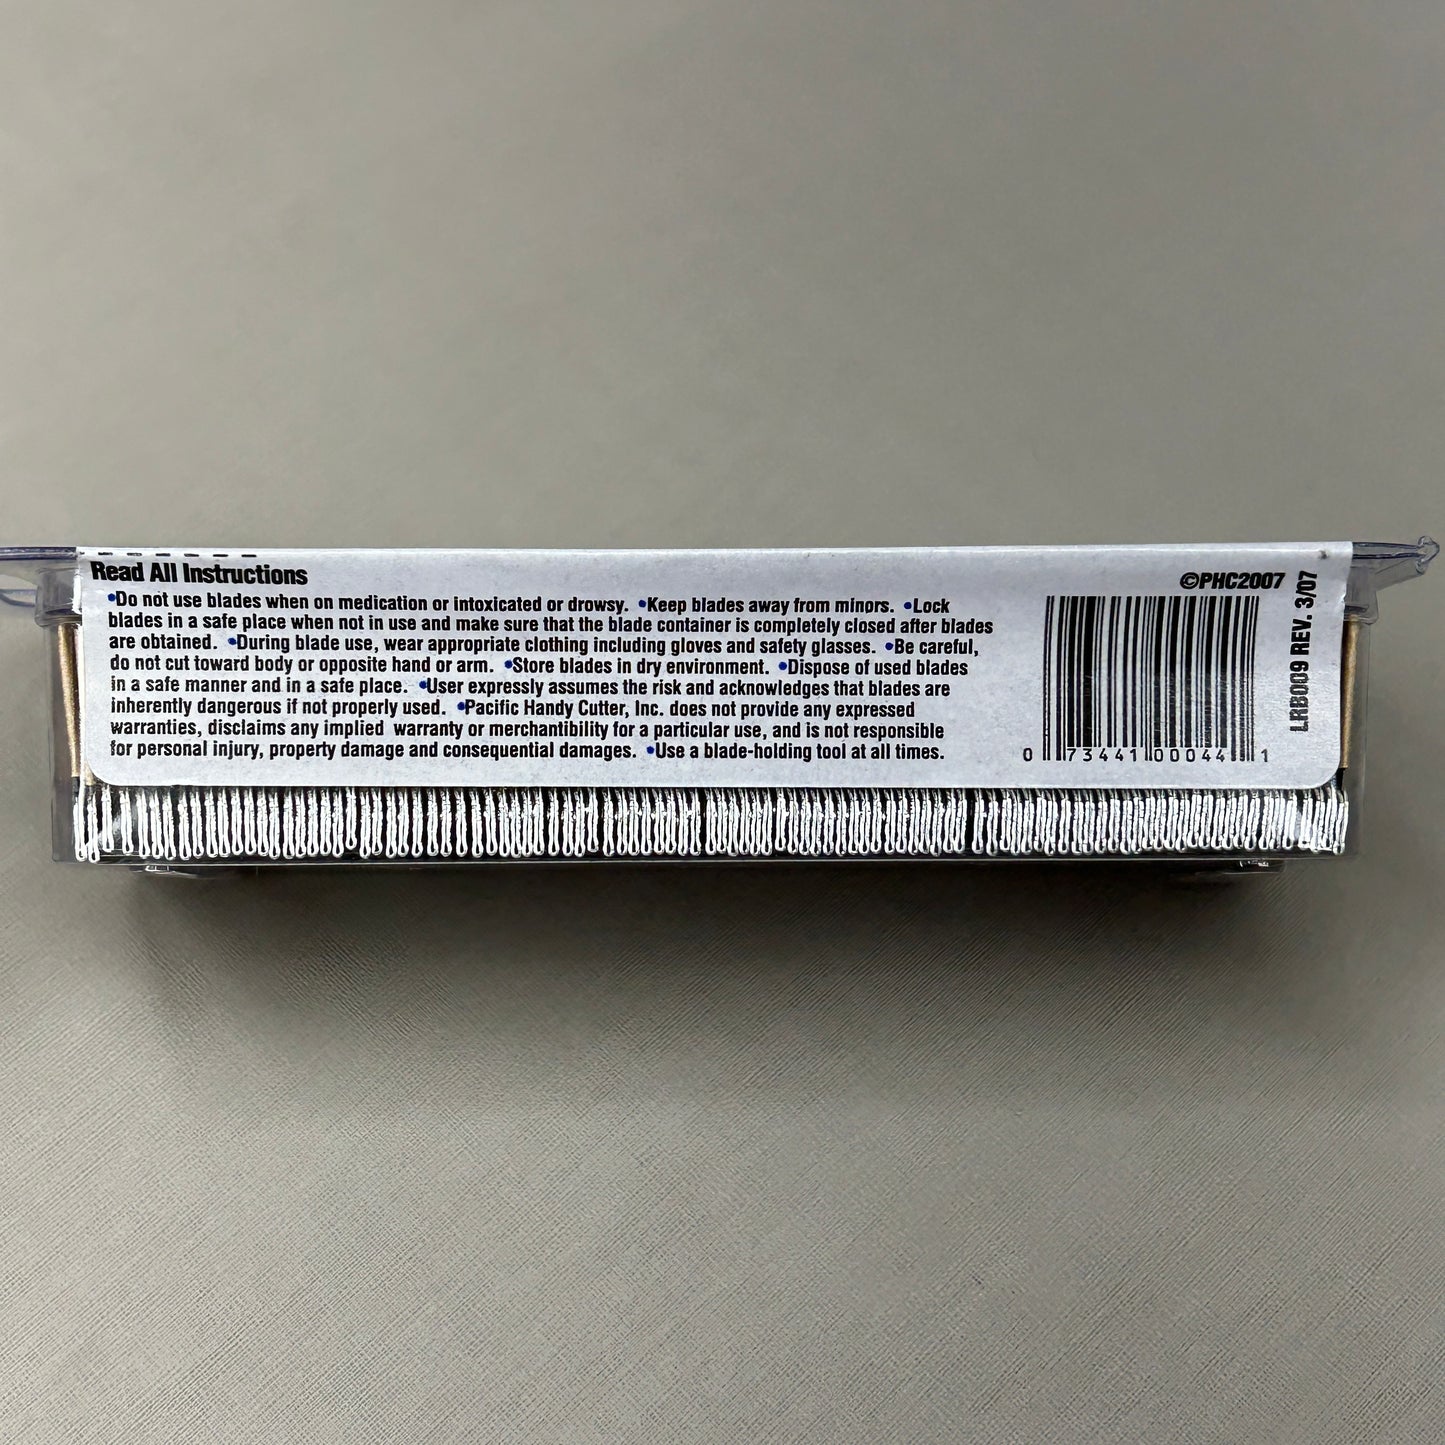 Read All Instructions
•Do not use blades when on medication or intoxicated or drowsy. •Keep blades away from minors. •Lock
blades in a safe place when not in use and make sure that the blade container is completely closed after blades
are obtained. •During blade use, wear appropriate clothing including gloves and safety glasses. •Be careful,
do not cut toward body or opposite hand or arm. •Store blades in dry environment. •Dispose of used blades
in a safe manner and in a safe place. •User expressly assumes the risk and acknowledges that blades are
inherently dangerous if not properly used. •Pacific Handy Cutter, Inc. does not provide any expressed
warranties, disclaims any implied warranty or merchantibility for a particular use, and is not responsible
for personal injury, property damage and consequential damages. •Use a blade-holding tool at all times.
©PHC2007
0 73441 00044 1
LRB009 REV. 3/07